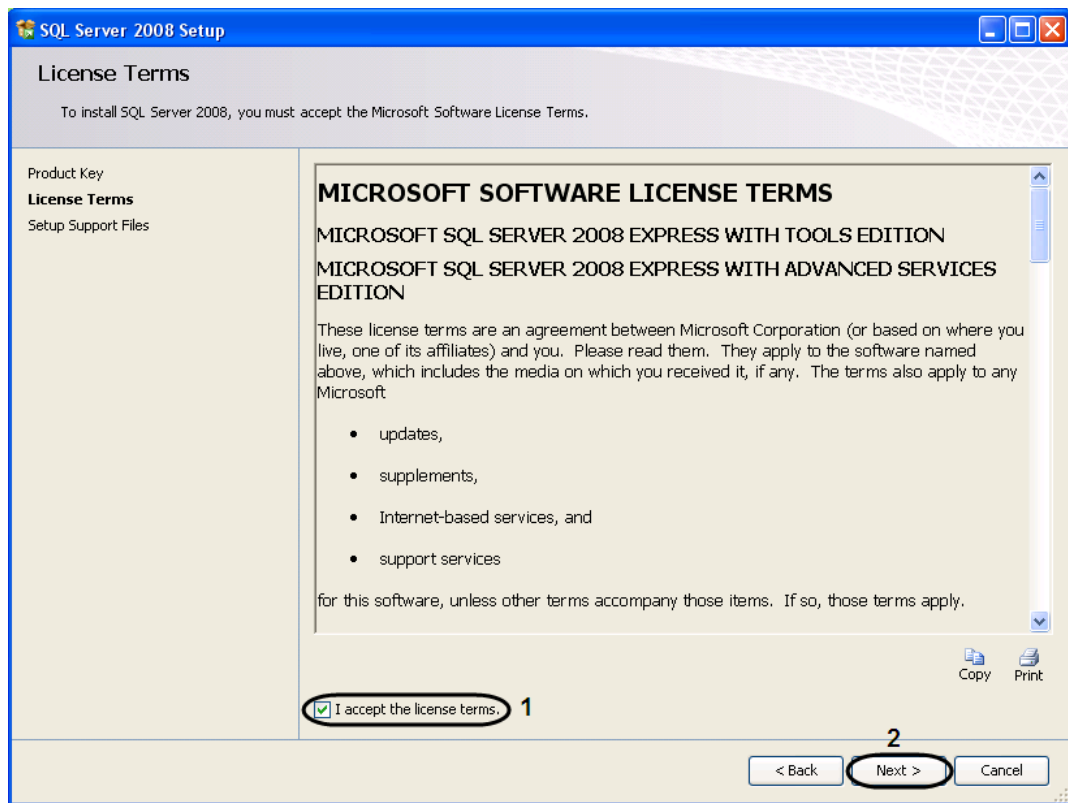 SQL Server 2008 Setup
License Terms
To install SQL Server 2008, you must accept the Microsoft Software License Terms.
Product Key
License Terms
Setup Support Files
MICROSOFT SOFTWARE LICENSE TERMS
MICROSOFT SQL SERVER 2008 EXPRESS WITH TOOLS EDITION
MICROSOFT SQL SERVER 2008 EXPRESS WITH ADVANCED SERVICES
EDITION
These license terms are an agreement between Microsoft Corporation (or based on where you
live, one of its affiliates) and you.  Please read them.  They apply to the software named
above, which includes the media on which you received it, if any.  The terms also apply to any
Microsoft
• updates,
• supplements,
• Internet-based services, and
• support services
for this software, unless other terms accompany those items.  If so, those terms apply.
Copy Print
I accept the license terms. 1
2
< Back Next > Cancel